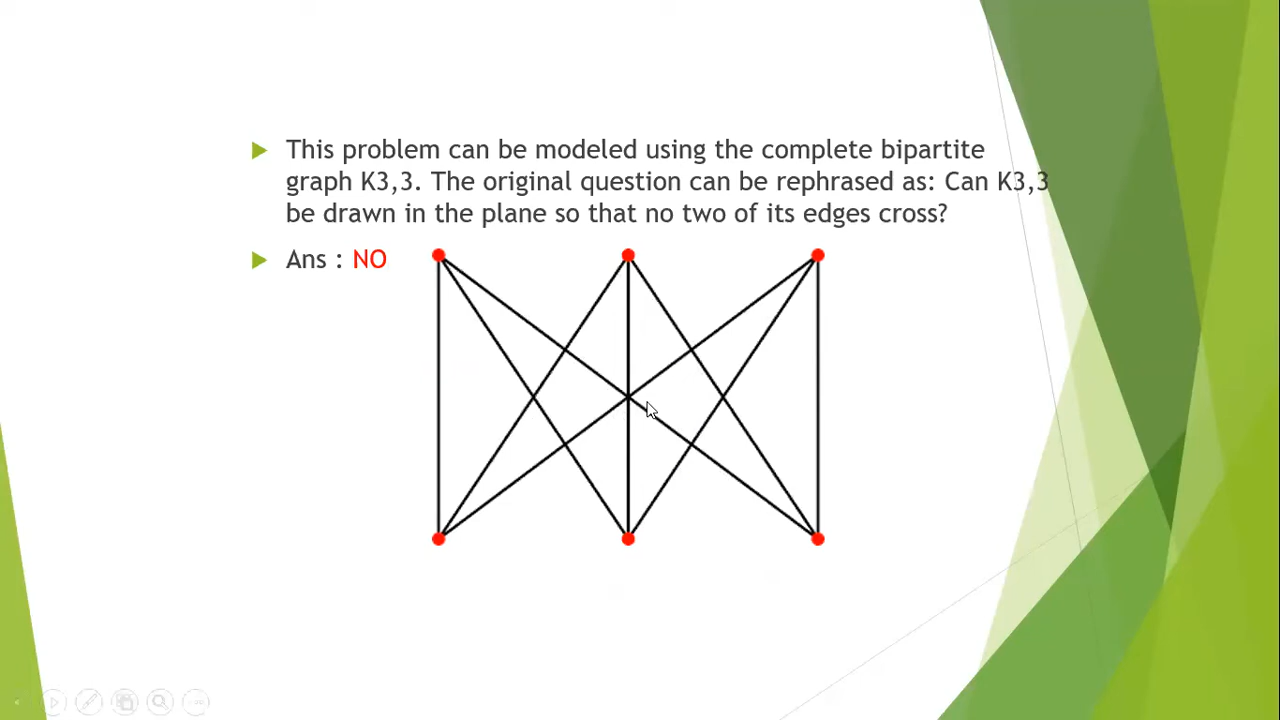 This problem can be modeled using the complete bipartite
graph K3,3. The original question can be rephrased as: Can K3,3
be drawn in the plane so that no two of its edges cross?
Ans : NO